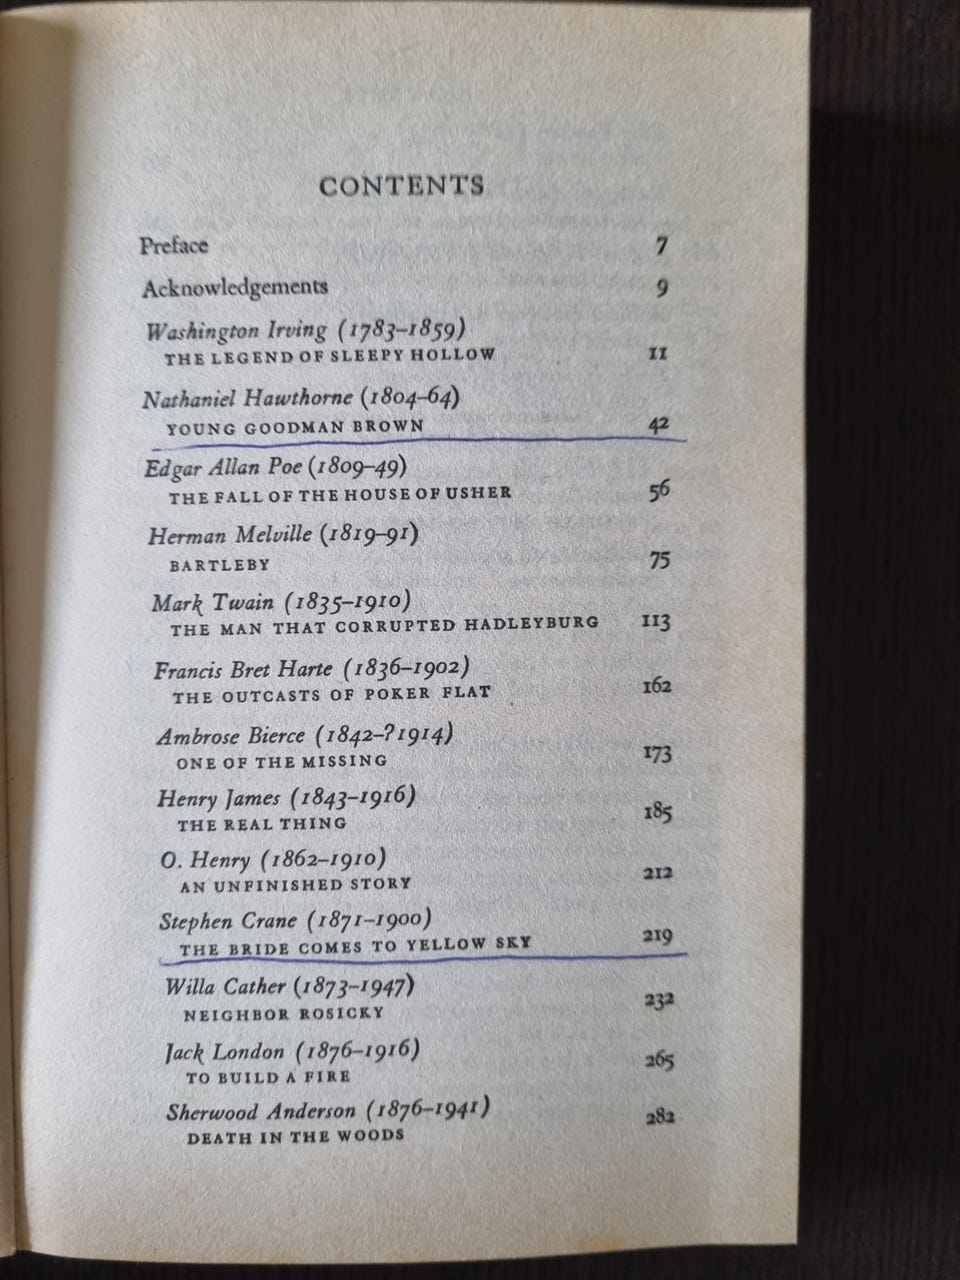 CONTENTS
Preface 7
Acknowledgements 9
Washington Irving (1783–1859)
THE LEGEND OF SLEEPY HOLLOW 11
Nathaniel Hawthorne (1804–64)
YOUNG GOODMAN BROWN 42
Edgar Allan Poe (1809–49)
THE FALL OF THE HOUSE OF USHER 56
Herman Melville (1819–91)
BARTLEBY 75
Mark Twain (1835–1910)
THE MAN THAT CORRUPTED HADLEYBURG 113
Francis Bret Harte (1836–1902)
THE OUTCASTS OF POKER FLAT 162
Ambrose Bierce (1842–?1914)
ONE OF THE MISSING 173
Henry James (1843–1916)
THE REAL THING 185
O. Henry (1862–1910)
AN UNFINISHED STORY 212
Stephen Crane (1871–1900)
THE BRIDE COMES TO YELLOW SKY 219
Willa Cather (1873–1947)
NEIGHBOR ROSICKY 232
Jack London (1876–1916)
TO BUILD A FIRE 265
Sherwood Anderson (1876–1941)
DEATH IN THE WOODS 282